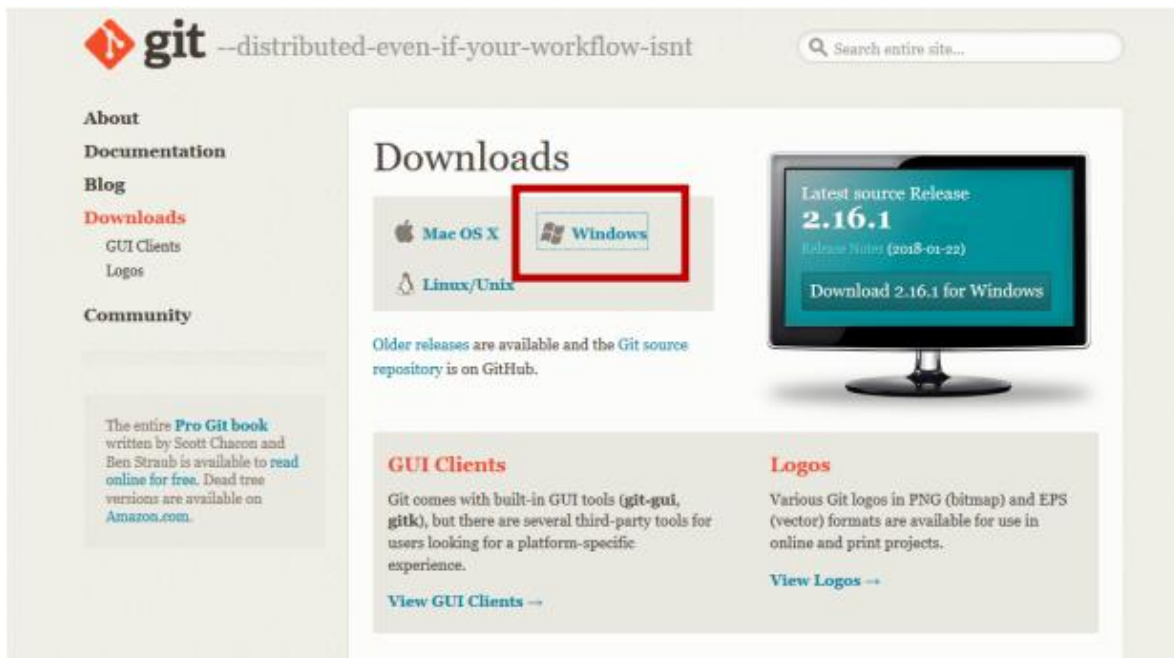 git --distributed-even-if-your-workflow-isnt
Search entire site...
About
Documentation
Blog
Downloads
GUI Clients
Logos
Community
The entire Pro Git book
written by Scott Chacon and
Ben Straub is available to read
online for free. Dead tree
versions are available on
Amazon.com.
Downloads
Mac OS X
Windows
Linux/Unix
Older releases are available and the Git source
repository is on GitHub.
Latest source Release
2.16.1
Release Notes (2018-01-22)
Download 2.16.1 for Windows
GUI Clients
Git comes with built-in GUI tools (git-gui,
gitk), but there are several third-party tools for
users looking for a platform-specific
experience.
View GUI Clients →
Logos
Various Git logos in PNG (bitmap) and EPS
(vector) formats are available for use in
online and print projects.
View Logos →